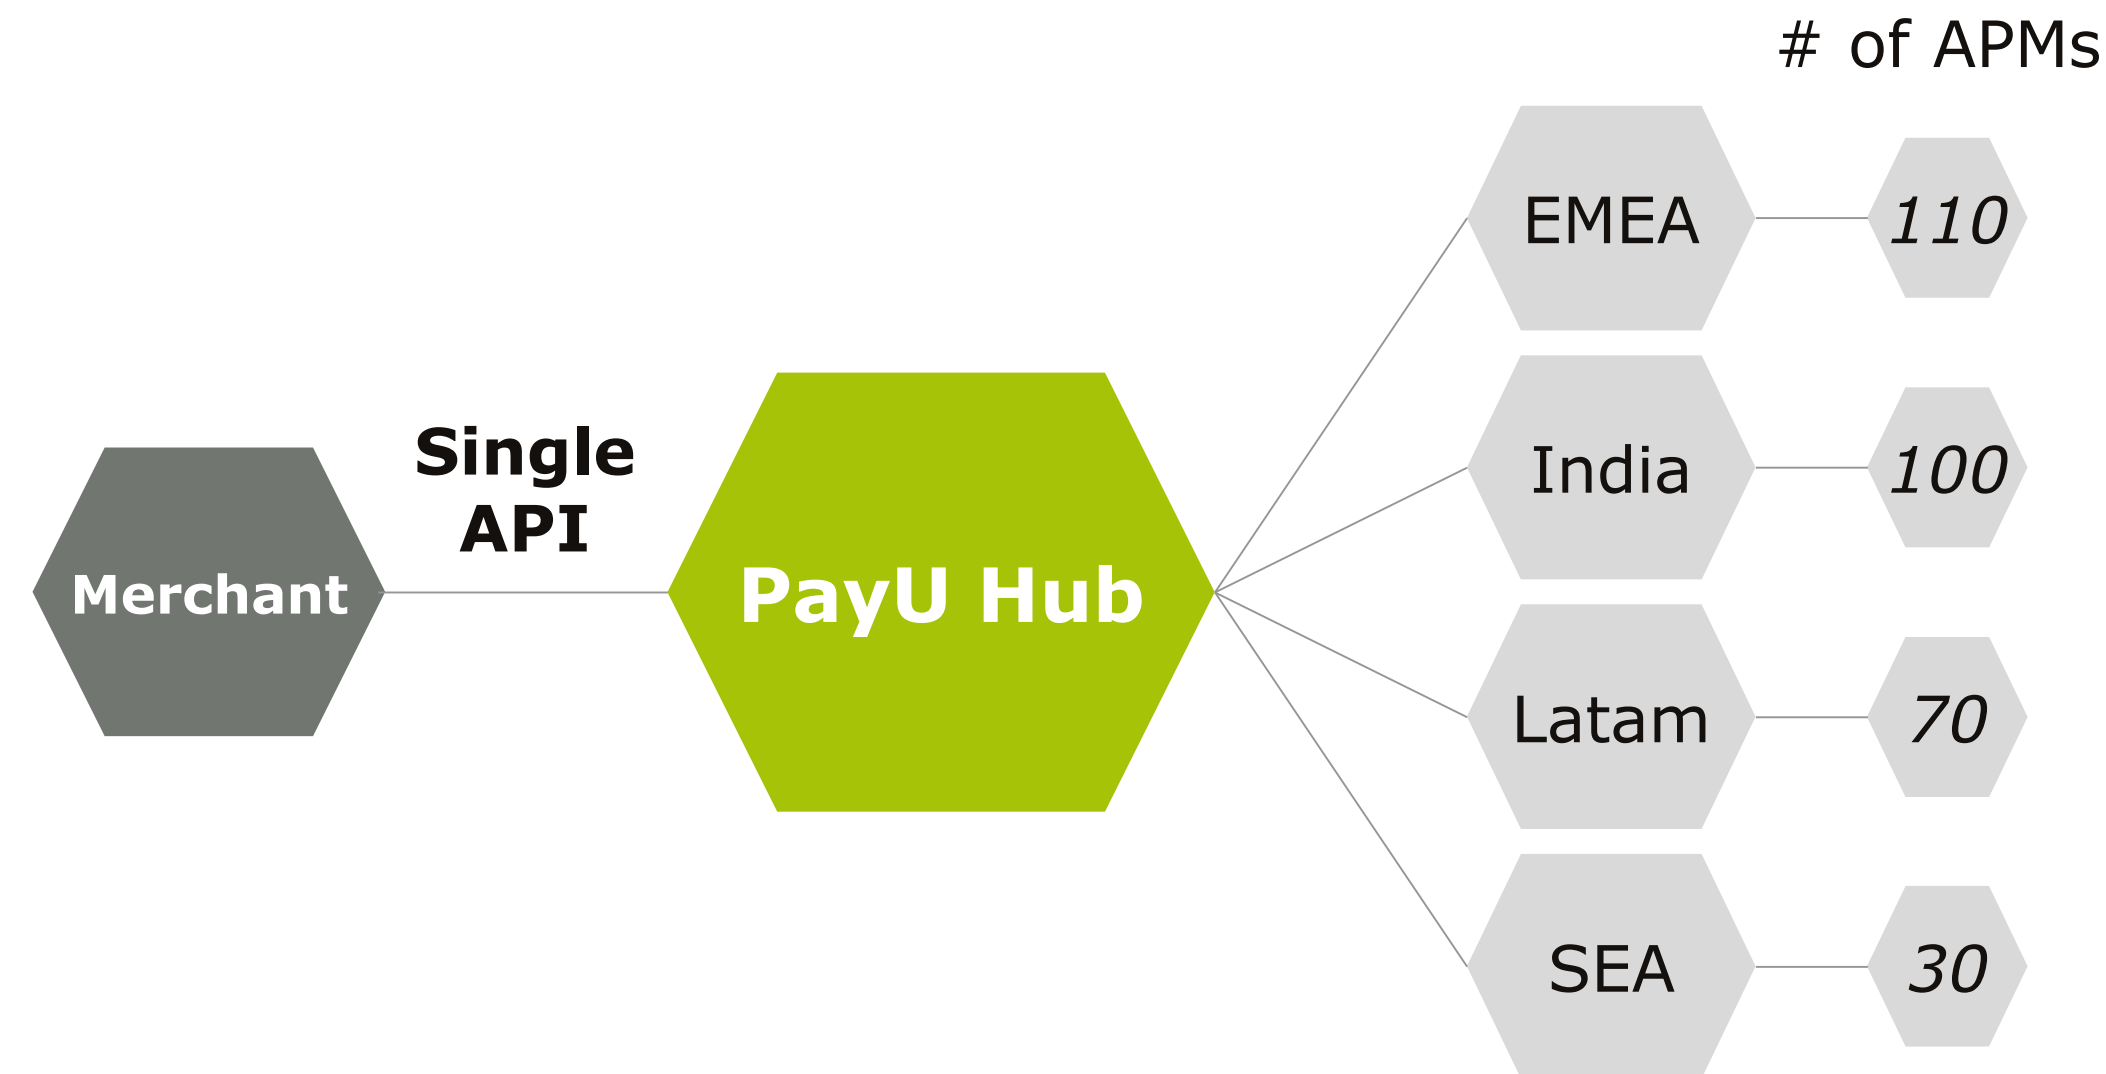 # of APMs
EMEA
110
India
100
Single
API
Merchant
PayU Hub
Latam
70
SEA
30